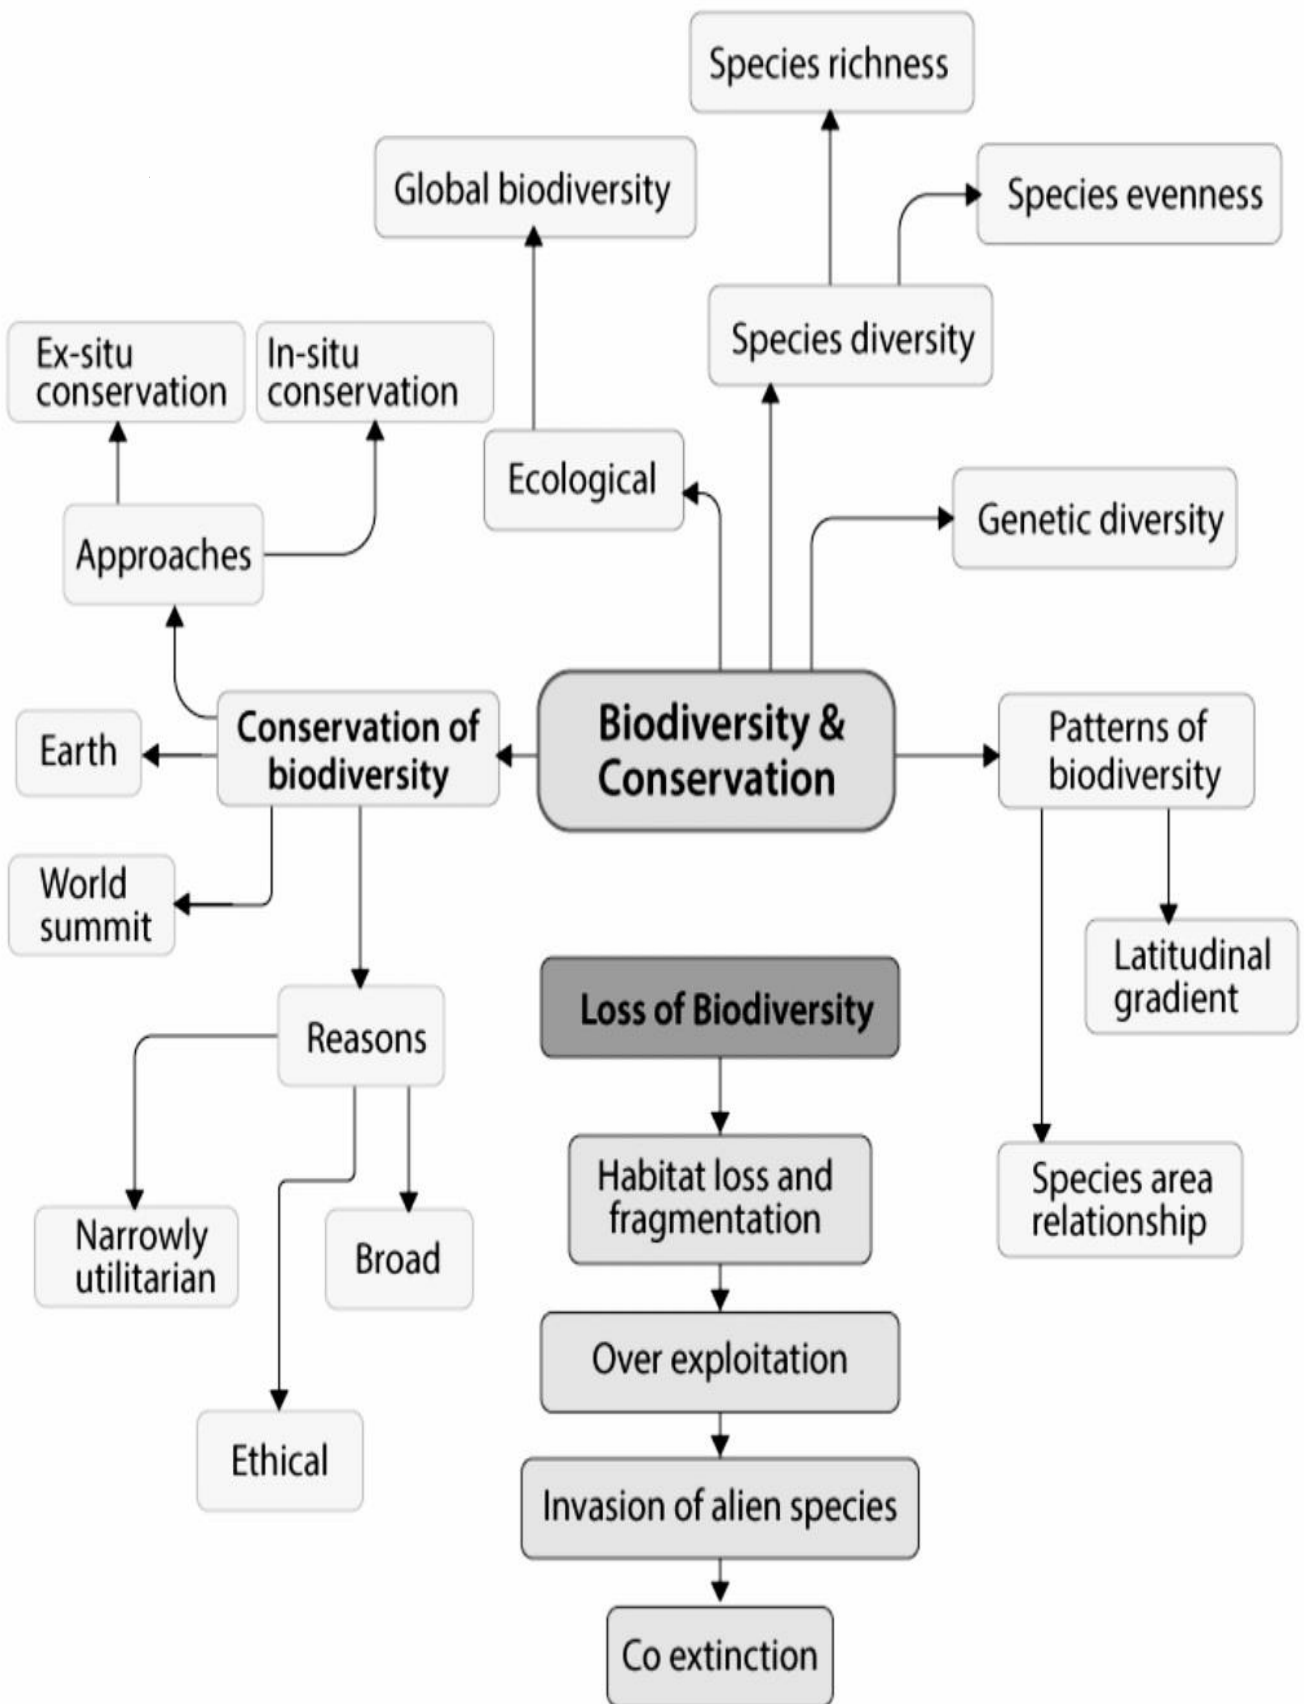 Species richness
Global biodiversity
Species evenness
Species diversity
Ex-situ
conservation
In-situ
conservation
Ecological
Genetic diversity
Approaches
Conservation of
biodiversity
Biodiversity &
Conservation
Patterns of
biodiversity
Earth
World
summit
Latitudinal
gradient
Loss of Biodiversity
Reasons
Habitat loss and
fragmentation
Species area
relationship
Narrowly
utilitarian
Broad
Over exploitation
Ethical
Invasion of alien species
Co extinction